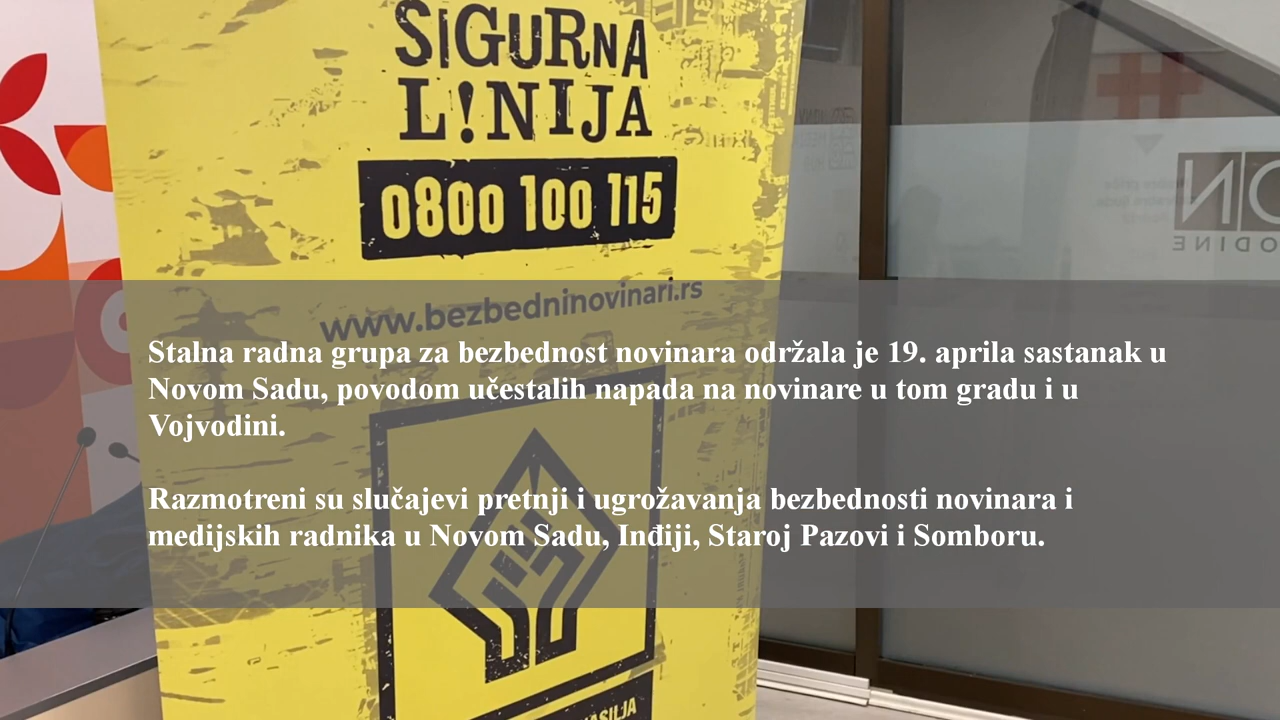 SIGURNA
L!NIJA
0800 100 115
www.bezbedninovinari.rs
Stalna radna grupa za bezbednost novinara održala je 19. aprila sastanak u
Novom Sadu, povodom učestalih napada na novinare u tom gradu i u
Vojvodini.
Razmotreni su slučajevi pretnji i ugrožavanja bezbednosti novinara i
medijskih radnika u Novom Sadu, Inđiji, Staroj Pazovi i Somboru.